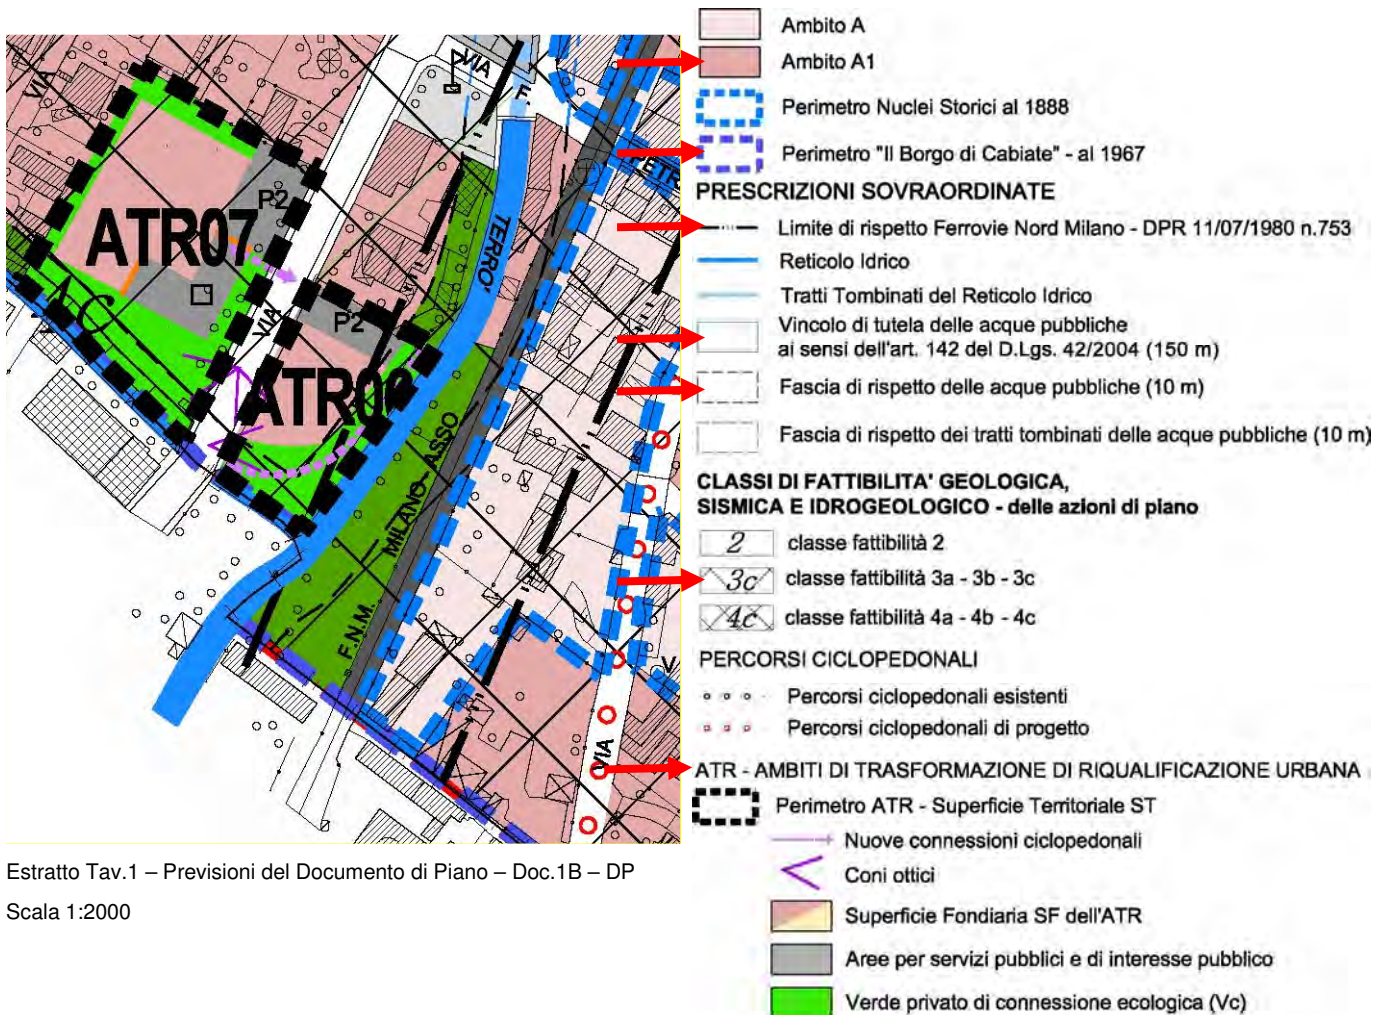 VIA
VIA
F.
PETR
P2
ATR07
TERRO'
1C
VIA
P2
ATR0
MILANO - ASSO
F.N.M.
V
VIA
Estratto Tav.1 – Previsioni del Documento di Piano – Doc.1B – DP
Scala 1:2000
Ambito A
Ambito A1
Perimetro Nuclei Storici al 1888
Perimetro "Il Borgo di Cabiate" - al 1967
PRESCRIZIONI SOVRAORDINATE
Limite di rispetto Ferrovie Nord Milano - DPR 11/07/1980 n.753
Reticolo Idrico
Tratti Tombinati del Reticolo Idrico
Vincolo di tutela delle acque pubbliche
ai sensi dell'art. 142 del D.Lgs. 42/2004 (150 m)
Fascia di rispetto delle acque pubbliche (10 m)
Fascia di rispetto dei tratti tombinati delle acque pubbliche (10 m)
CLASSI DI FATTIBILITA' GEOLOGICA,
SISMICA E IDROGEOLOGICO - delle azioni di piano
2 classe fattibilità 2
3c classe fattibilità 3a - 3b - 3c
4c classe fattibilità 4a - 4b - 4c
PERCORSI CICLOPEDONALI
Percorsi ciclopedonali esistenti
Percorsi ciclopedonali di progetto
ATR - AMBITI DI TRASFORMAZIONE DI RIQUALIFICAZIONE URBANA
Perimetro ATR - Superficie Territoriale ST
Nuove connessioni ciclopedonali
Coni ottici
Superficie Fondiaria SF dell'ATR
Aree per servizi pubblici e di interesse pubblico
Verde privato di connessione ecologica (Vc)